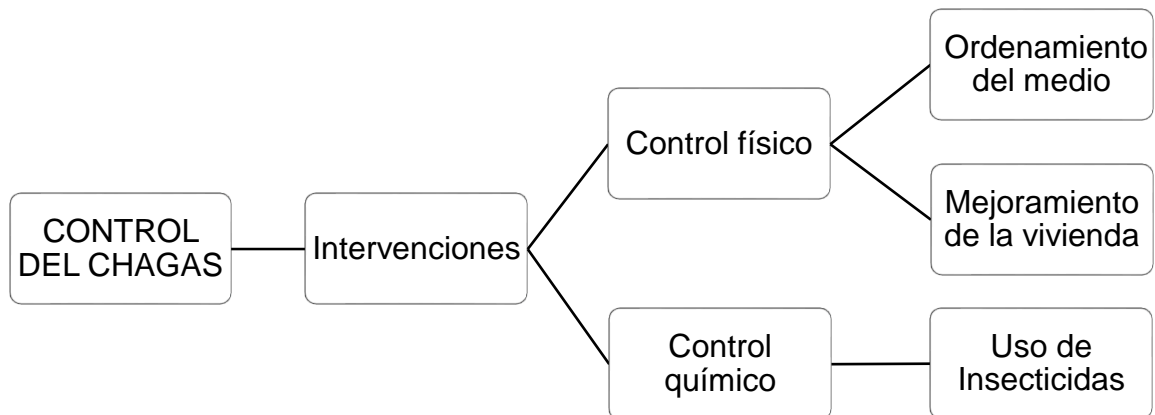 CONTROL
DEL CHAGAS
Intervenciones
Control físico
Ordenamiento
del medio
Mejoramiento
de la vivienda
Control
químico
Uso de
Insecticidas